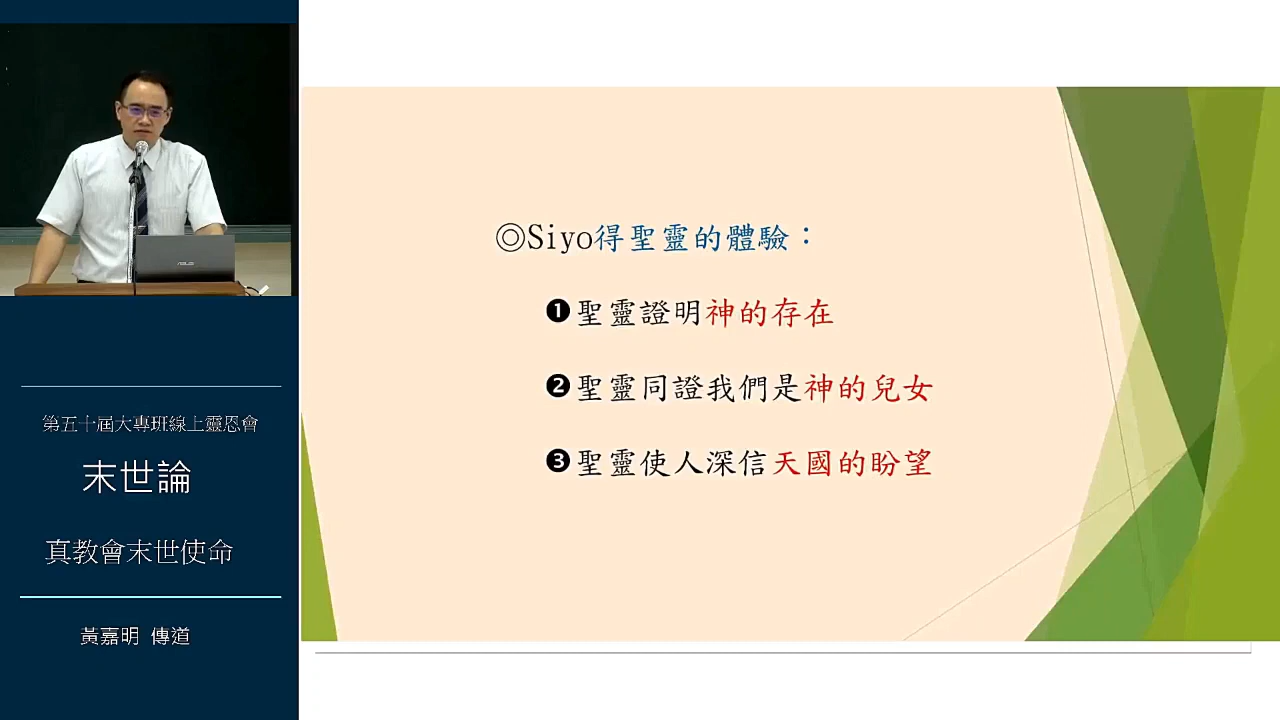 第五十屆大專班線上靈恩會
末世論
真教會末世使命
黃嘉明 傳道
ASUS
◎Siyo得聖靈的體驗：
❶聖靈證明神的存在
❷聖靈同證我們是神的兒女
❸聖靈使人深信天國的盼望